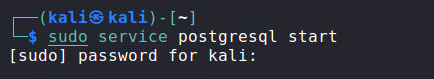 ┌──(kali㉿kali)-[~]
└─$ sudo service postgresql start
[sudo] password for kali: